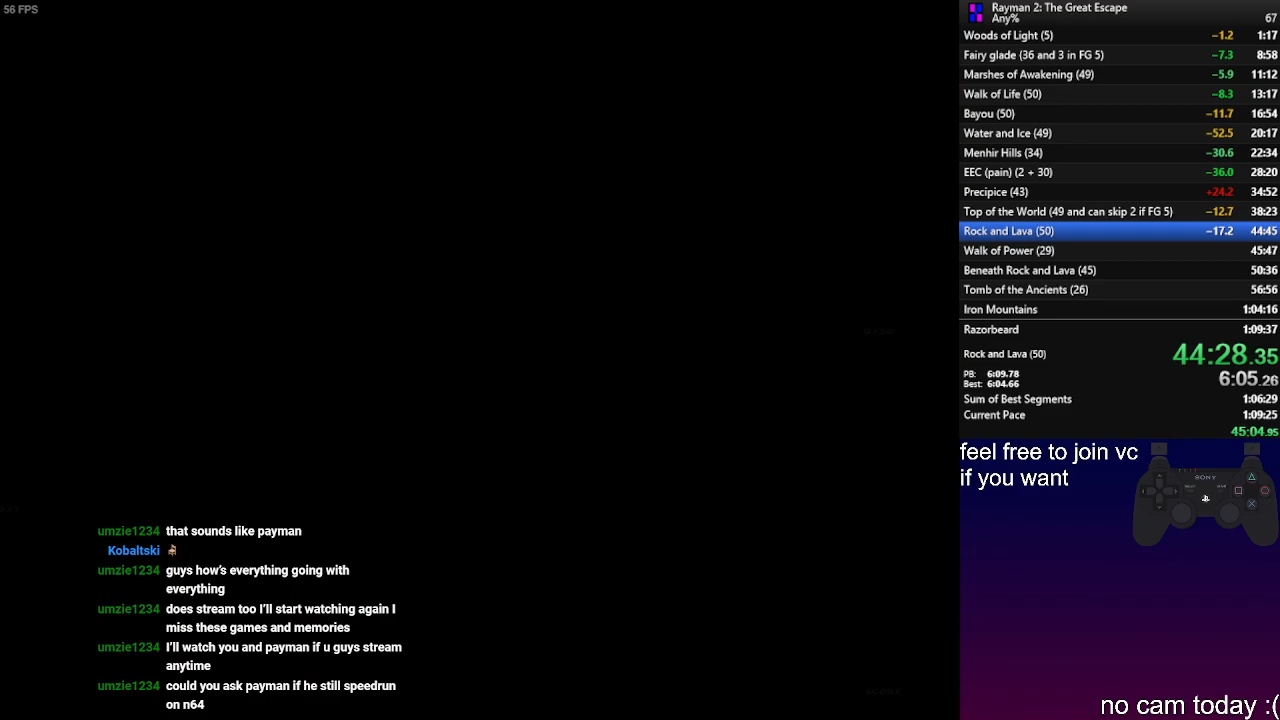 56 FPS
Rayman 2: The Great Escape
Any%
67
Woods of Light (5) −1.2 1:17
Fairy glade (36 and 3 in FG 5) −7.3 8:58
Marshes of Awakening (49) −5.9 11:12
Walk of Life (50) −8.3 13:17
Bayou (50) −11.7 16:54
Water and Ice (49) −52.5 20:17
Menhir Hills (34) −30.6 22:34
EEC (pain) (2 + 30) −36.0 28:20
Precipice (43) +24.2 34:52
Top of the World (49 and can skip 2 if FG 5) −12.7 38:23
Rock and Lava (50) −17.2 44:45
Walk of Power (29) 45:47
Beneath Rock and Lava (45) 50:36
Tomb of the Ancients (26) 56:56
Iron Mountains 1:04:16
Razorbeard 1:09:37
Rock and Lava (50) 44:28.35
PB: 6:09.78
Best: 6:04.66
6:05.26
Sum of Best Segments 1:06:29
Current Pace 1:09:25
45:04.95
feel free to join vc
if you want
SONY
umzie1234 that sounds like payman
Kobaltski
umzie1234 guys how’s everything going with
everything
umzie1234 does stream too I’ll start watching again I
miss these games and memories
umzie1234 I’ll watch you and payman if u guys stream
anytime
umzie1234 could you ask payman if he still speedrun
on n64
no cam today :(